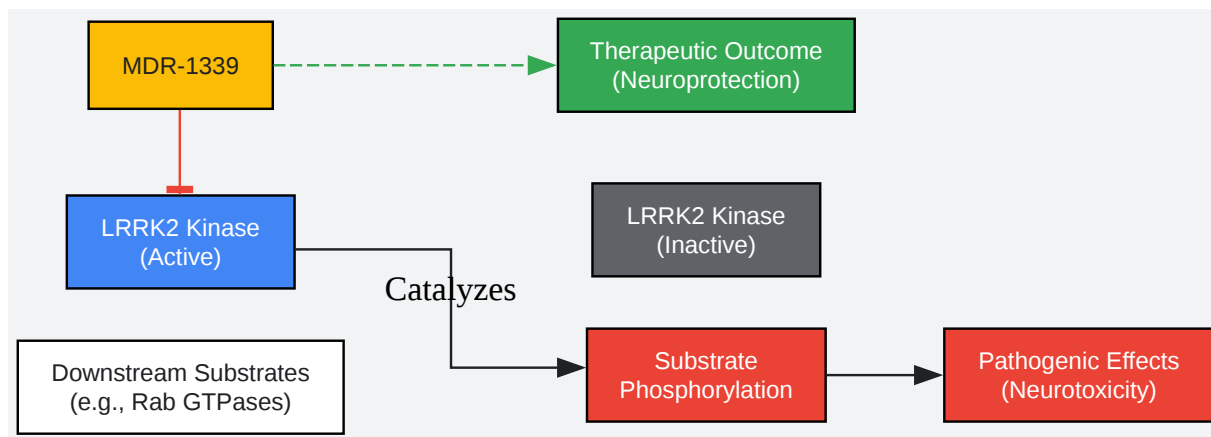 MDR-1339
Therapeutic Outcome
(Neuroprotection)
LRRK2 Kinase
(Active)
LRRK2 Kinase
(Inactive)
Catalyzes
Downstream Substrates
(e.g., Rab GTPases)
Substrate
Phosphorylation
Pathogenic Effects
(Neurotoxicity)